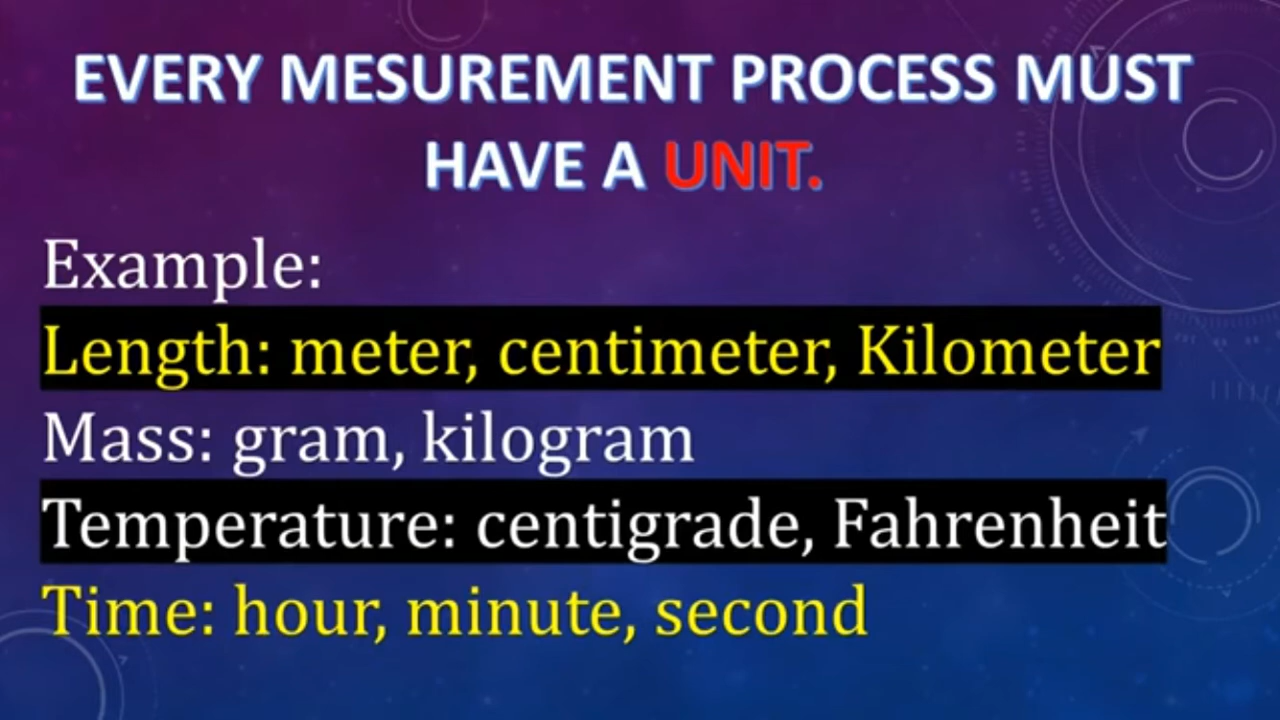 EVERY MESUREMENT PROCESS MUST
HAVE A UNIT.
Example:
Length: meter, centimeter, Kilometer
Mass: gram, kilogram
Temperature: centigrade, Fahrenheit
Time: hour, minute, second